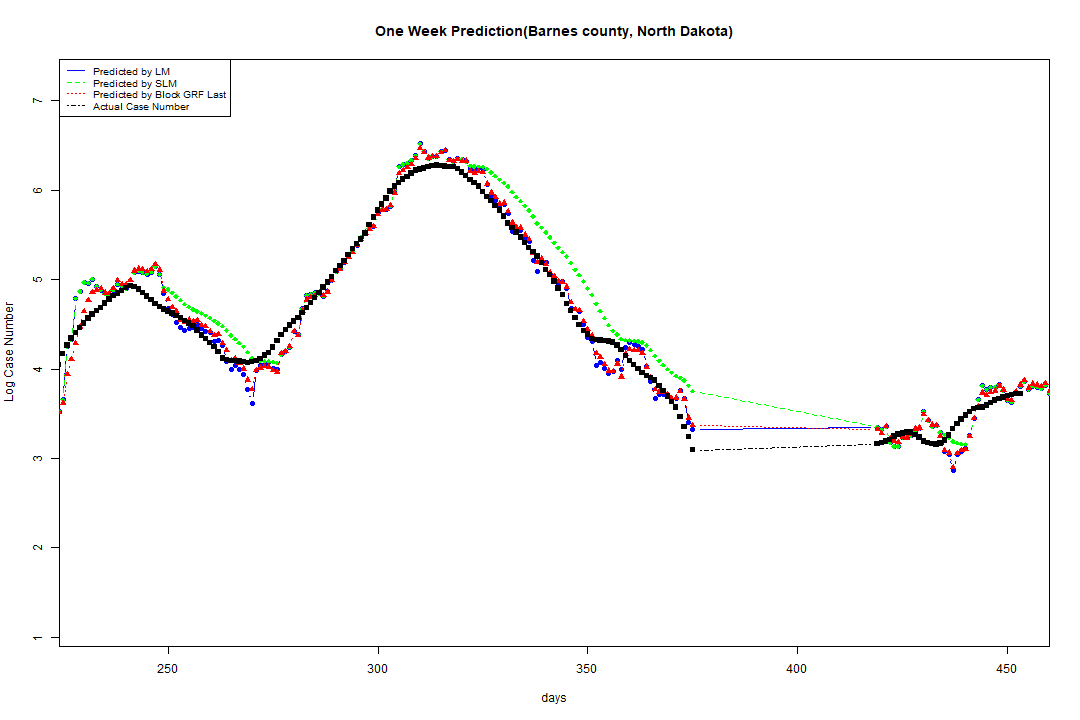 One Week Prediction(Barnes county, North Dakota)
Predicted by LM
Predicted by SLM
Predicted by Block GRF Last
Actual Case Number
7
6
5
4
3
2
1
Log Case Number
250
300
350
400
450
days